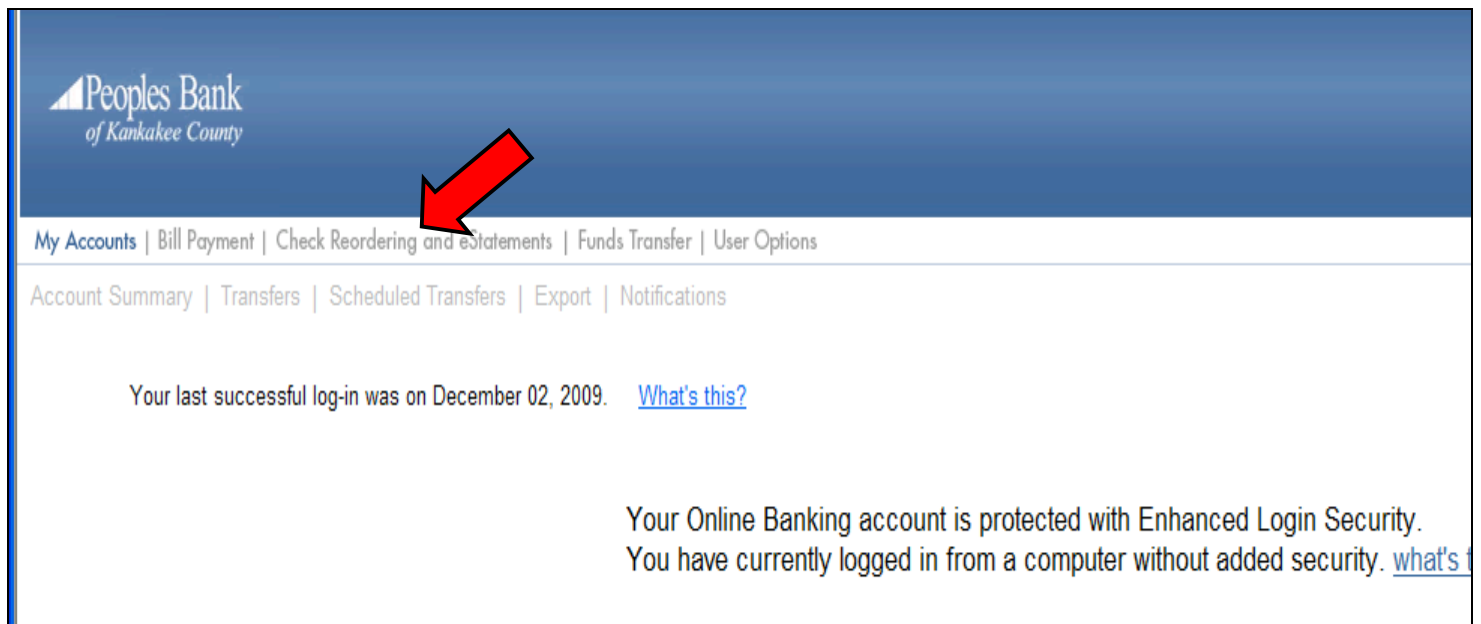 Peoples Bank
of Kankakee County
My Accounts | Bill Payment | Check Reordering and eStatements | Funds Transfer | User Options
Account Summary | Transfers | Scheduled Transfers | Export | Notifications
Your last successful log-in was on December 02, 2009. What's this?
Your Online Banking account is protected with Enhanced Login Security.
You have currently logged in from a computer without added security. what's